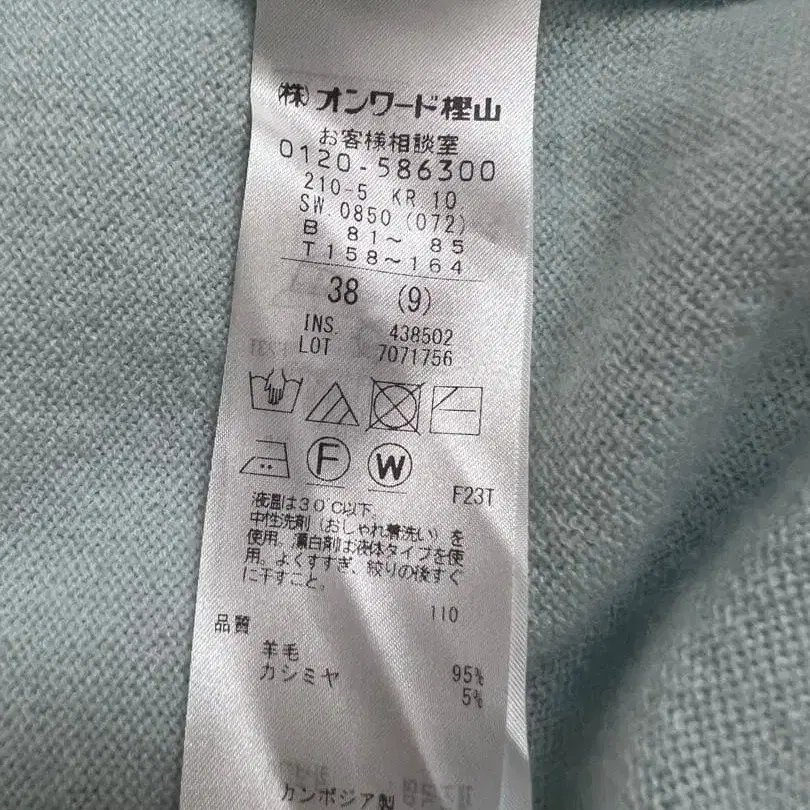 (株)オンワード樫山
お客様相談室
0120-586300
210-5 KR 10
SW 0850 (072)
B 81~ 85
T158~164
38 (9)
INS. 438502
LOT 7071756
F W
F23T
液温は30℃以下。
中性洗剤(おしゃれ着洗い)を
使用。漂白剤は液体タイプを使
用。よくすすぎ、絞りの後すぐ
に干すこと。
110
品質
羊毛 95%
カシミヤ 5%
カンボジア製